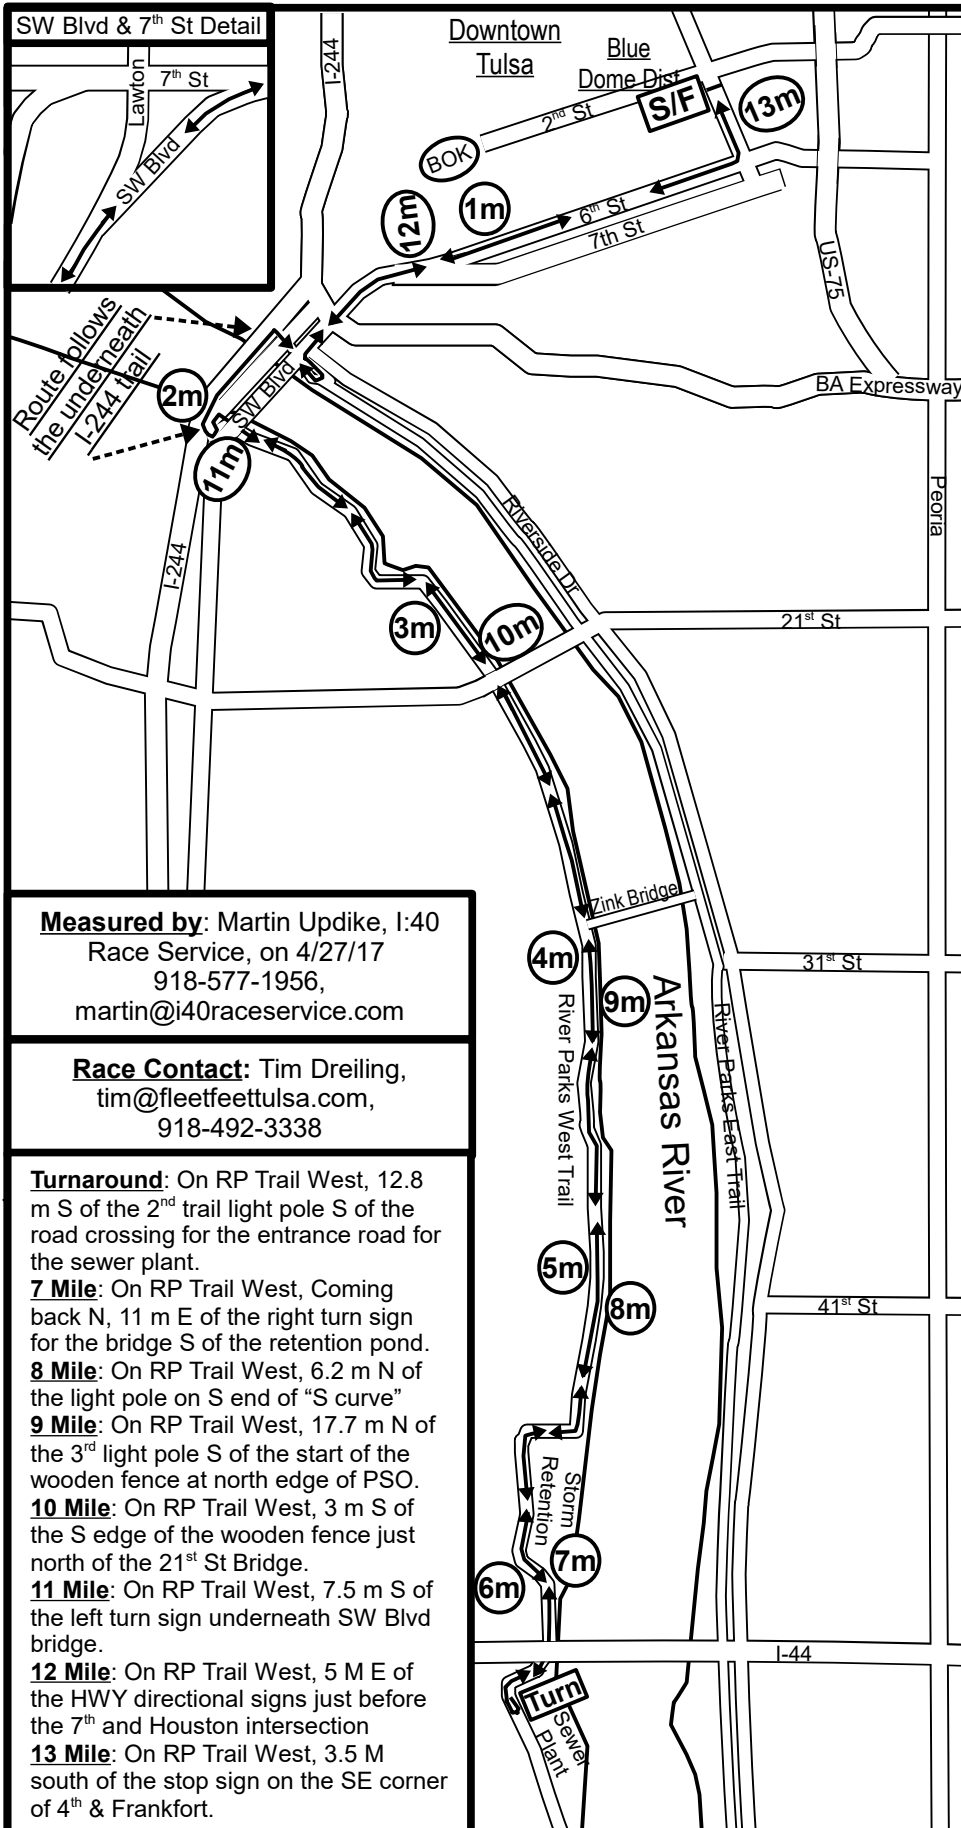 SW Blvd & 7th St Detail
Lawton
7th St
SW Blvd
I-244
Downtown
Tulsa
Blue
Dome Dist
S/F
13m
2nd St
BOK
12m
1m
6th St
7th St
US-75
Route follows
the underneath
I-244 trail
2m
SW Blvd
11m
BA Expressway
Peoria
Riverside Dr
I-244
3m
10m
21st St
Zink Bridge
4m
9m
31st St
River Parks West Trail
Arkansas River
River Parks East Trail
5m
8m
41st St
Storm
Retention
7m
6m
I-44
Turn
Sewer
Plant
Measured by: Martin Updike, I:40
Race Service, on 4/27/17
918-577-1956,
martin@i40raceservice.com
Race Contact: Tim Dreiling,
tim@fleetfeettulsa.com,
918-492-3338
Turnaround: On RP Trail West, 12.8
m S of the 2nd trail light pole S of the
road crossing for the entrance road for
the sewer plant.
7 Mile: On RP Trail West, Coming
back N, 11 m E of the right turn sign
for the bridge S of the retention pond.
8 Mile: On RP Trail West, 6.2 m N of
the light pole on S end of “S curve”
9 Mile: On RP Trail West, 17.7 m N of
the 3rd light pole S of the start of the
wooden fence at north edge of PSO.
10 Mile: On RP Trail West, 3 m S of
the S edge of the wooden fence just
north of the 21st St Bridge.
11 Mile: On RP Trail West, 7.5 m S of
the left turn sign underneath SW Blvd
bridge.
12 Mile: On RP Trail West, 5 M E of
the HWY directional signs just before
the 7th and Houston intersection
13 Mile: On RP Trail West, 3.5 M
south of the stop sign on the SE corner
of 4th & Frankfort.